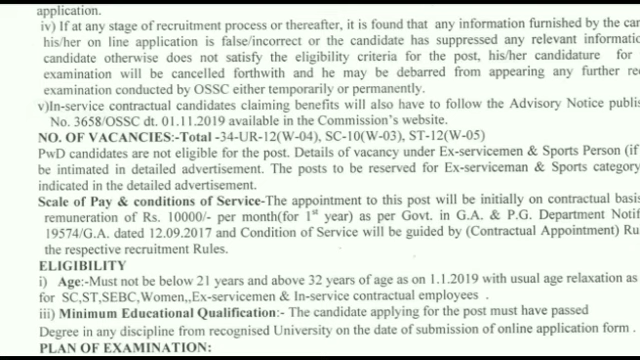 application.
iv) If at any stage of recruitment process or thereafter, it is found that any information furnished by the can
his/her on line application is false/incorrect or the candidate has suppressed any relevant informatio
candidate otherwise does not satisfy the eligibility criteria for the post, his/her candidature for
examination will be cancelled forthwith and he may be debarred from appearing any further rec
examination conducted by OSSC either temporarily or permanently.
v)In-service contractual candidates claiming benefits will also have to follow the Advisory Notice publis
No. 3658/OSSC dt. 01.11.2019 available in the Commission's website.
NO. OF VACANCIES:-Total -34-UR-12(W-04), SC-10(W-03), ST-12(W-05)
PwD candidates are not eligible for the post. Details of vacancy under Ex-servicemen & Sports Person (if
be intimated in detailed advertisement. The posts to be reserved for Ex-serviceman & Sports category
indicated in the detailed advertisement.
Scale of Pay & conditions of Service-The appointment to this post will be initially on contractual basis
remuneration of Rs. 10000/- per month(for 1st year) as per Govt. in G.A. & P.G. Department Notif
19574/G.A. dated 12.09.2017 and Condition of Service will be guided by (Contractual Appointment) Ru
the respective recruitment Rules.
ELIGIBILITY
i) Age:-Must not be below 21 years and above 32 years of age as on 1.1.2019 with usual age relaxation as
for SC,ST,SEBC,Women,,Ex-servicemen & In-service contractual employees .
iii) Minimum Educational Qualification:- The candidate applying for the post must have passed
Degree in any discipline from recognised University on the date of submission of online application form .
PLAN OF EXAMINATION: